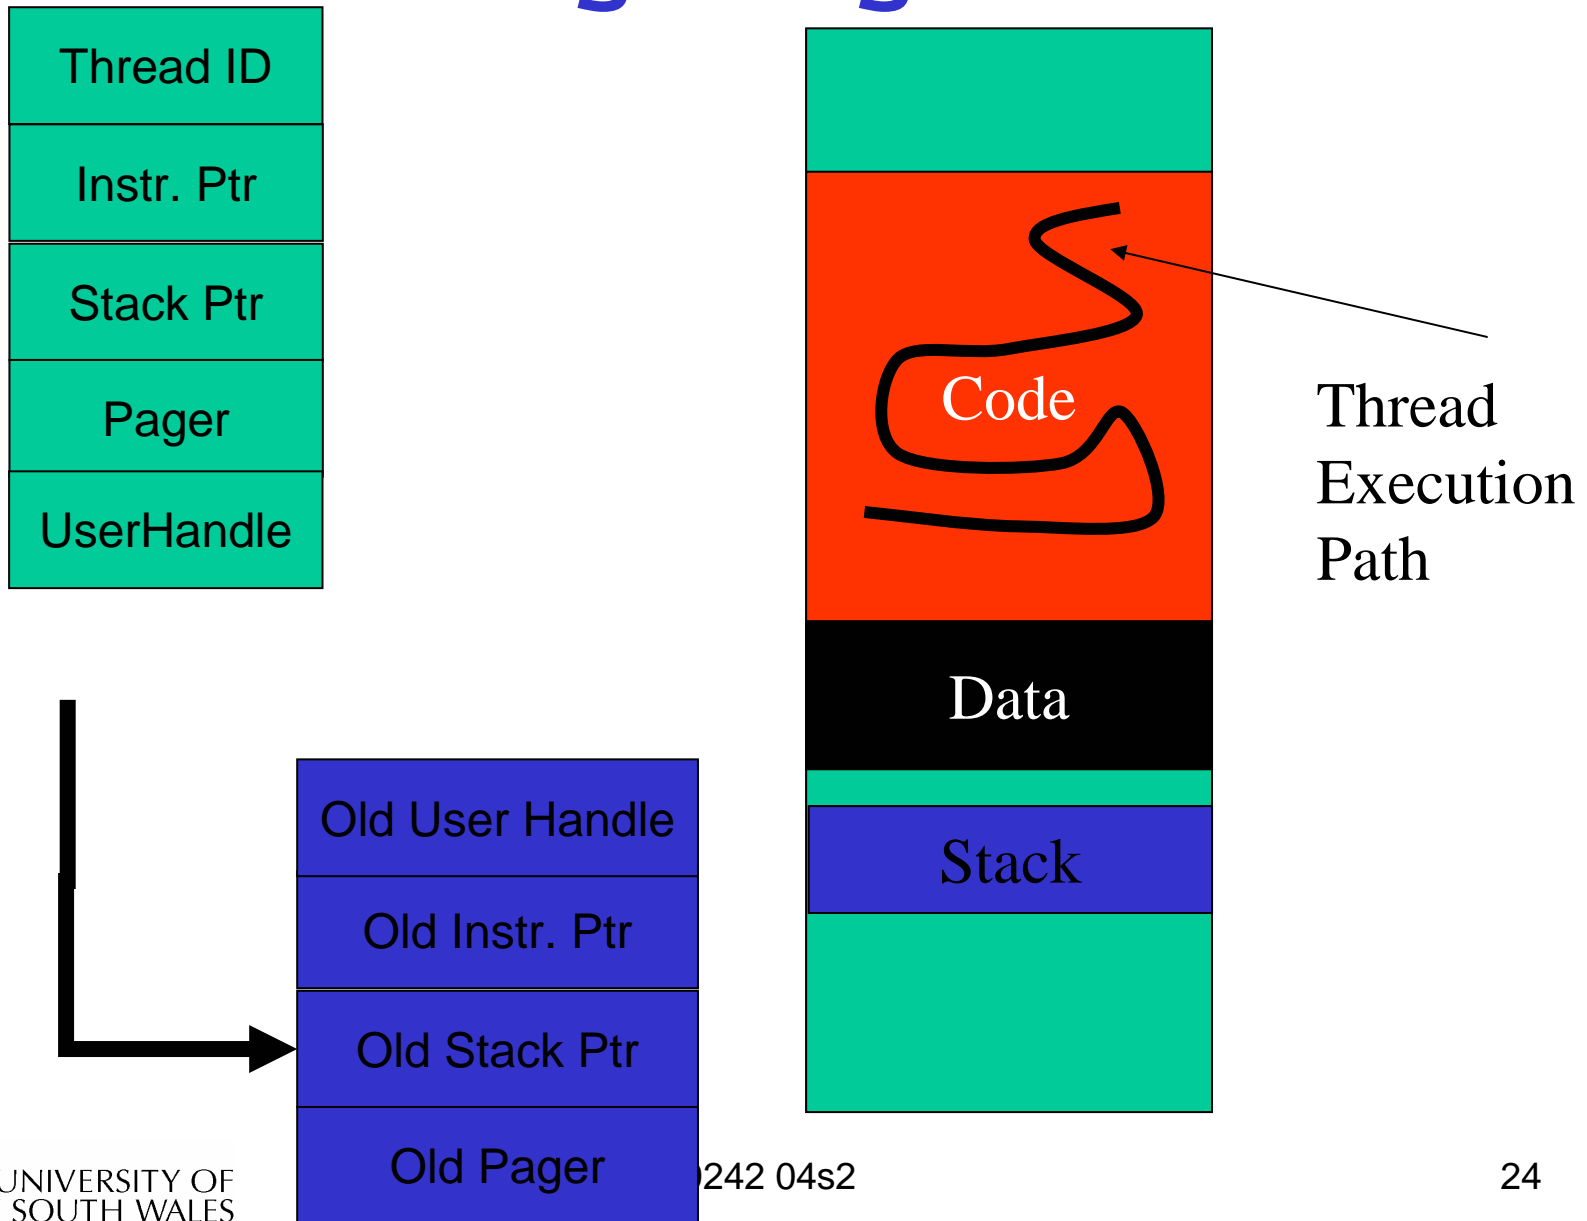 Thread ID
Instr. Ptr
Stack Ptr
Pager
UserHandle
Code
Thread
Execution
Path
Data
Stack
Old User Handle
Old Instr. Ptr
Old Stack Ptr
Old Pager
UNIVERSITY OF
SOUTH WALES
04s2
24